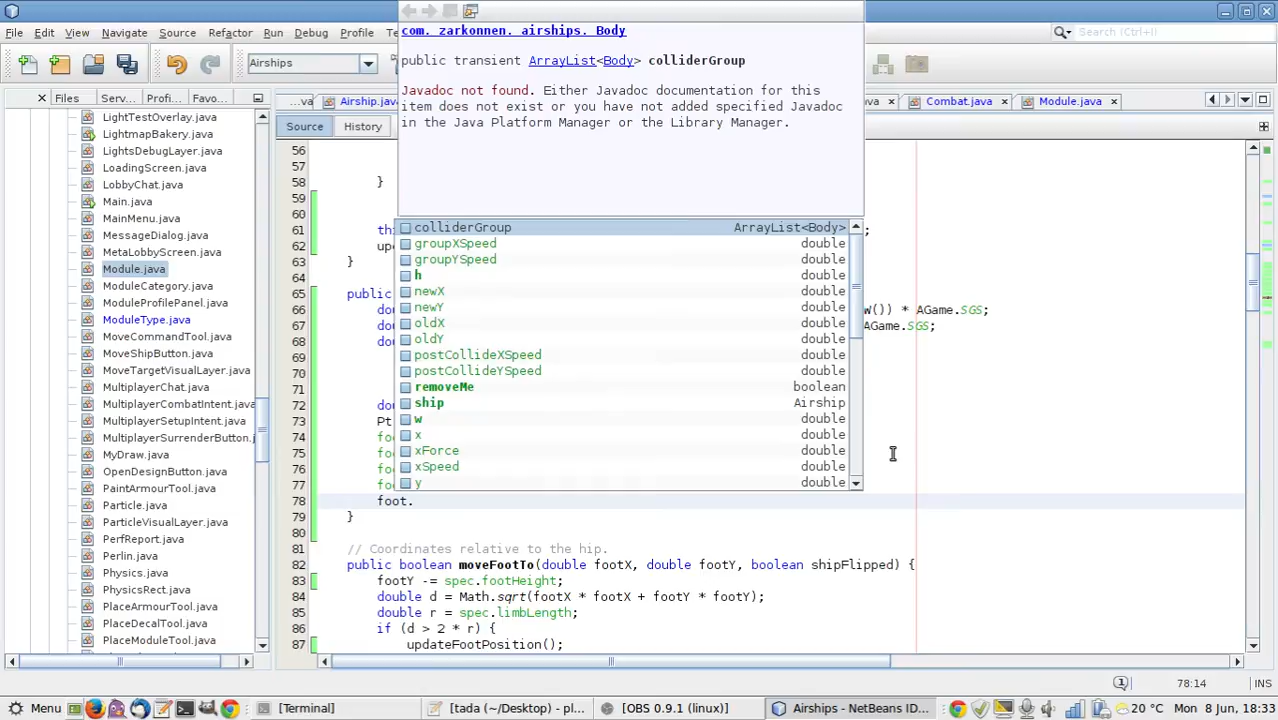 File Edit View Navigate Source Refactor Run Debug Profile
Search (Ctrl+I)
Airships
Files Serv... Profi... Favo...
LightTestOverlay.java
LightmapBakery.java
LightsDebugLayer.java
LoadingScreen.java
LobbyChat.java
Main.java
MainMenu.java
MessageDialog.java
MetaLobbyScreen.java
Module.java
ModuleCategory.java
ModuleProfilePanel.java
ModuleType.java
MoveCommandTool.java
MoveShipButton.java
MoveTargetVisualLayer.java
MultiplayerChat.java
MultiplayerCombatIntent.java
MultiplayerSetupIntent.java
MultiplayerSurrenderButton.
MyDraw.java
OpenDesignButton.java
PaintArmourTool.java
Particle.java
ParticleVisualLayer.java
PerfReport.java
Perlin.java
Physics.java
PhysicsRect.java
PlaceArmourTool.java
PlaceDecalTool.java
PlaceModuleTool.java
...va Airship.java Combat.java Module.java
Source History
com. zarkonnen. airships. Body
public transient ArrayList<Body> colliderGroup
Javadoc not found. Either Javadoc documentation for this
item does not exist or you have not added specified Javadoc
in the Java Platform Manager or the Library Manager.
colliderGroup ArrayList<Body>
groupXSpeed double
groupYSpeed double
h double
newX double
newY double
oldX double
oldY double
postCollideXSpeed double
postCollideYSpeed double
removeMe boolean
ship Airship
w double
x double
xForce double
xSpeed double
y double
56
57
58 }
59
60
61 th ;
62 up
63 }
64
65 public
66 do W()) * AGame.SGS;
67 do AGame.SGS;
68 do
69
70
71
72 do
73 Pt
74 foo
75 foo
76 foo
77 foo
78 foot.
79 }
80
81 // Coordinates relative to the hip.
82 public boolean moveFootTo(double footX, double footY, boolean shipFlipped) {
83 footY -= spec.footHeight;
84 double d = Math.sqrt(footX * footX + footY * footY);
85 double r = spec.limbLength;
86 if (d > 2 * r) {
87 updateFootPosition();
78:14 INS
Menu [Terminal] [tada (~/Desktop) - pl... [OBS 0.9.1 (linux)] Airships - NetBeans ID... 20 °C Mon 8 Jun, 18:33